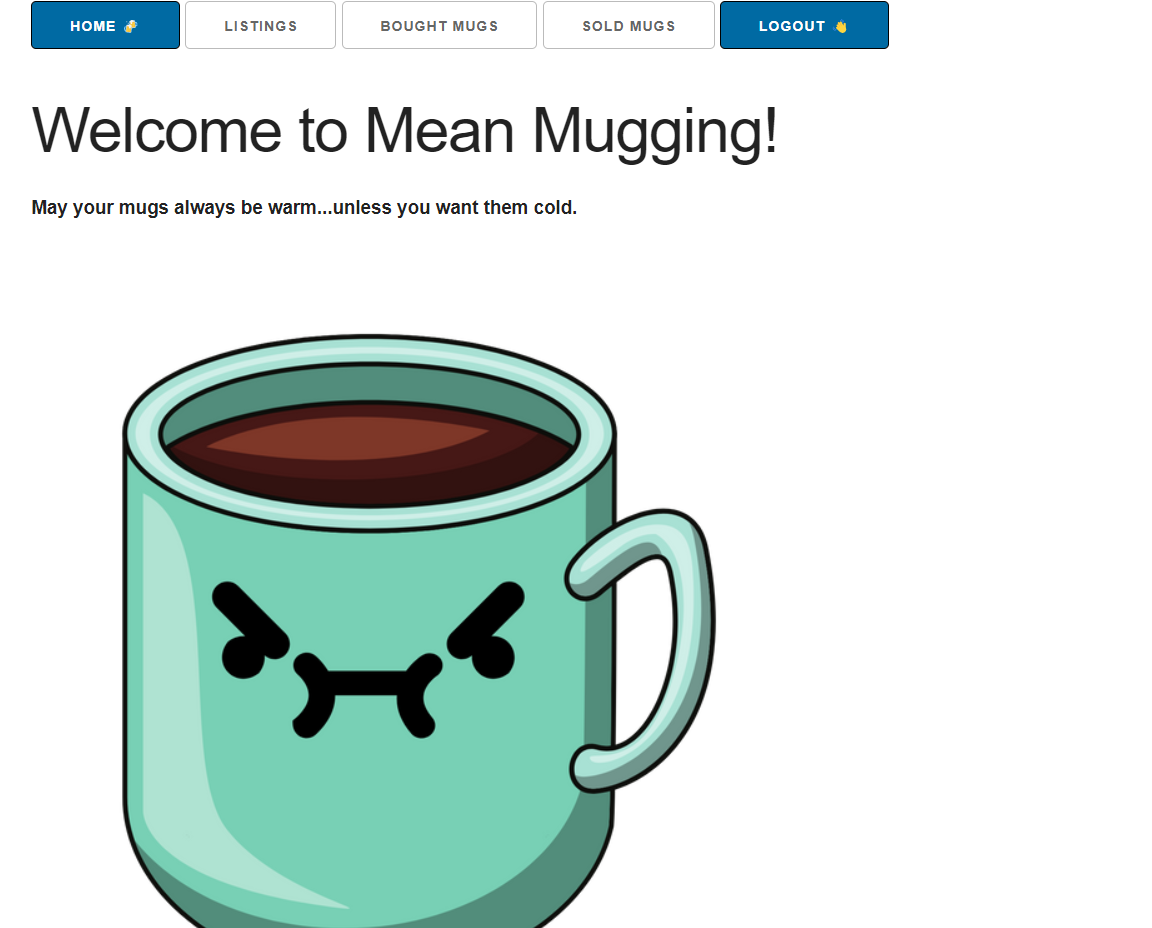 HOME LISTINGS BOUGHT MUGS SOLD MUGS LOGOUT 👋
Welcome to Mean Mugging!
May your mugs always be warm...unless you want them cold.